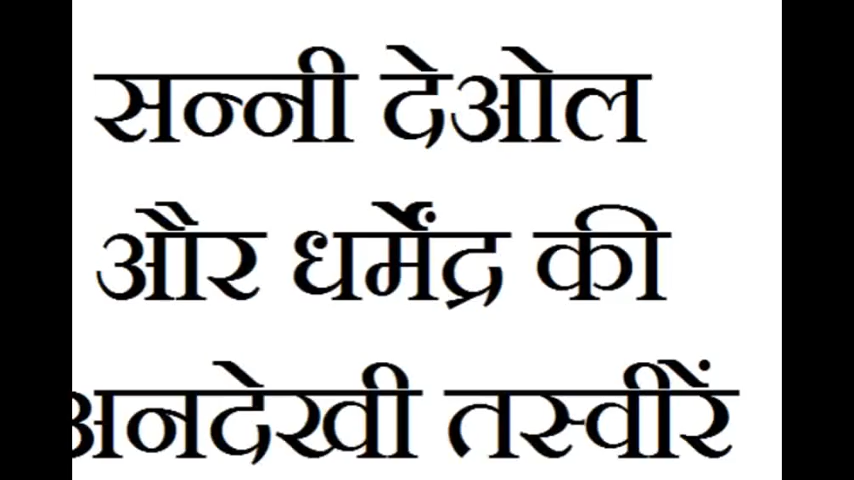 सन्नी देओल
और धर्मेंद्र की
अनदेखी तस्वीरें